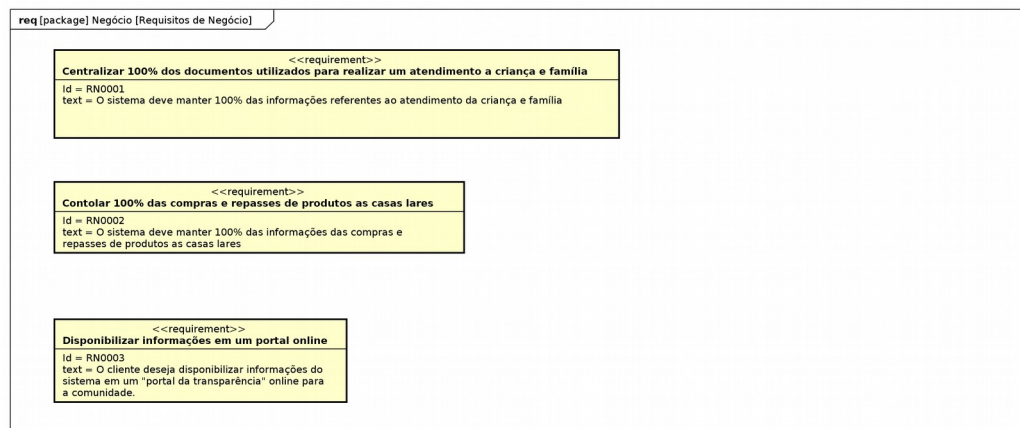 req [package] Negócio [Requisitos de Negócio]
<<requirement>>
Centralizar 100% dos documentos utilizados para realizar um atendimento a criança e família
Id = RN0001
text = O sistema deve manter 100% das informações referentes ao atendimento da criança e família
<<requirement>>
Contolar 100% das compras e repasses de produtos as casas lares
Id = RN0002
text = O sistema deve manter 100% das informações das compras e
repasses de produtos as casas lares
<<requirement>>
Disponibilizar informações em um portal online
Id = RN0003
text = O cliente deseja disponibilizar informações do
sistema em um "portal da transparência" online para
a comunidade.